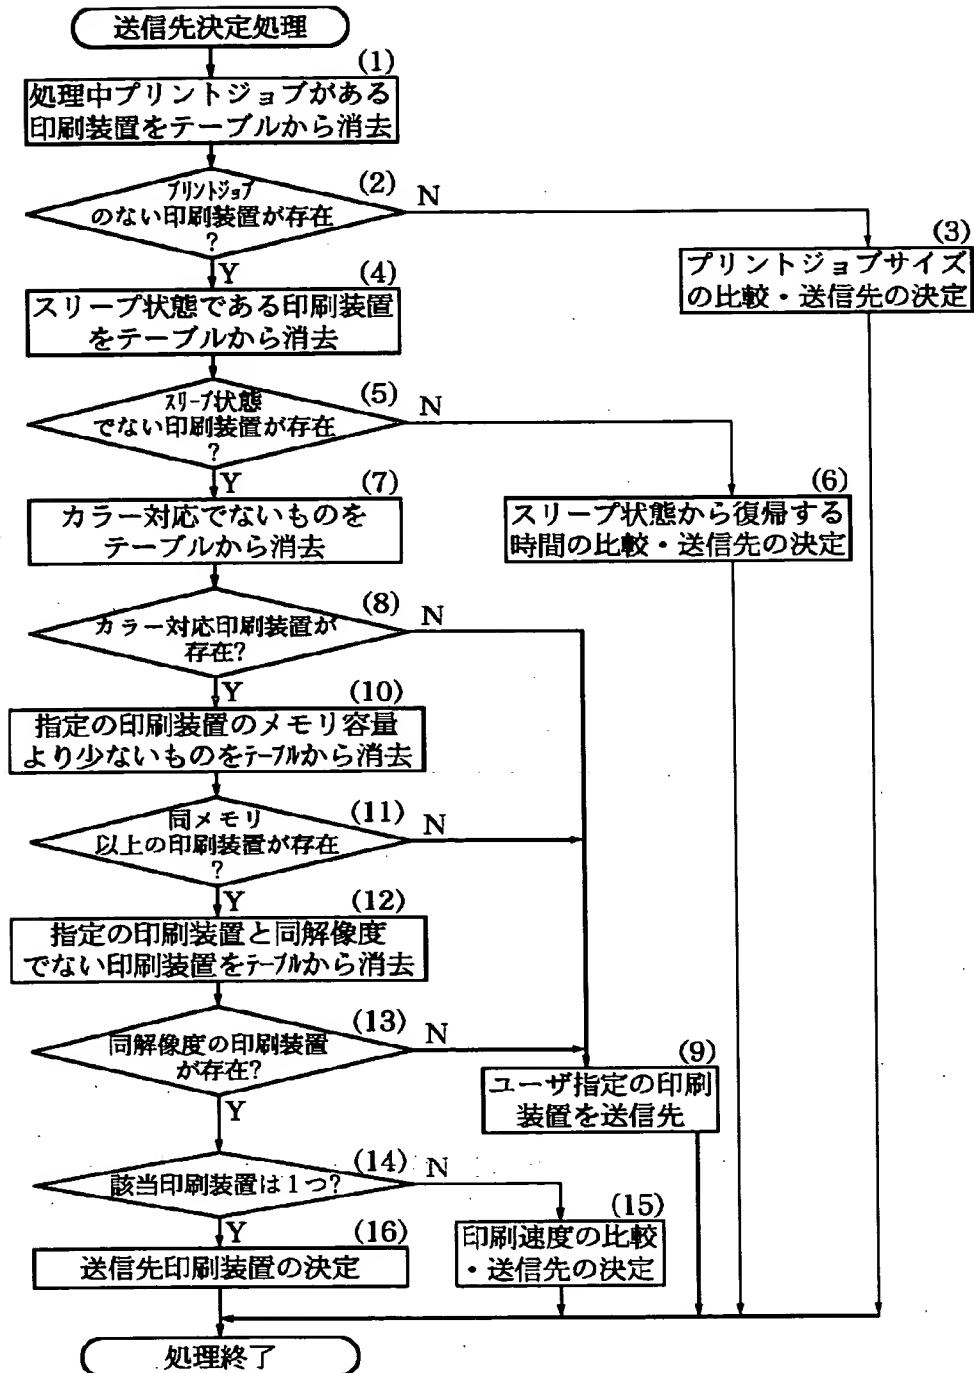 送信先決定処理
(1)
処理中プリントジョブがある
印刷装置をテーブルから消去
(2)
プリントジョブ
のない印刷装置が存在
?
N
Y
(3)
プリントジョブサイズ
の比較・送信先の決定
(4)
スリープ状態である印刷装置
をテーブルから消去
(5)
スリープ状態
でない印刷装置が存在
?
N
Y
(6)
スリープ状態から復帰する
時間の比較・送信先の決定
(7)
カラー対応でないものを
テーブルから消去
(8)
カラー対応印刷装置が
存在?
N
Y
(10)
指定の印刷装置のメモリ容量
より少ないものをテーブルから消去
(11)
同メモリ
以上の印刷装置が存在
?
N
Y
(12)
指定の印刷装置と同解像度
でない印刷装置をテーブルから消去
(13)
同解像度の印刷装置
が存在?
N
Y
(9)
ユーザ指定の印刷
装置を送信先
(14)
該当印刷装置は1つ?
N
Y
(15)
印刷速度の比較
・送信先の決定
(16)
送信先印刷装置の決定
処理終了